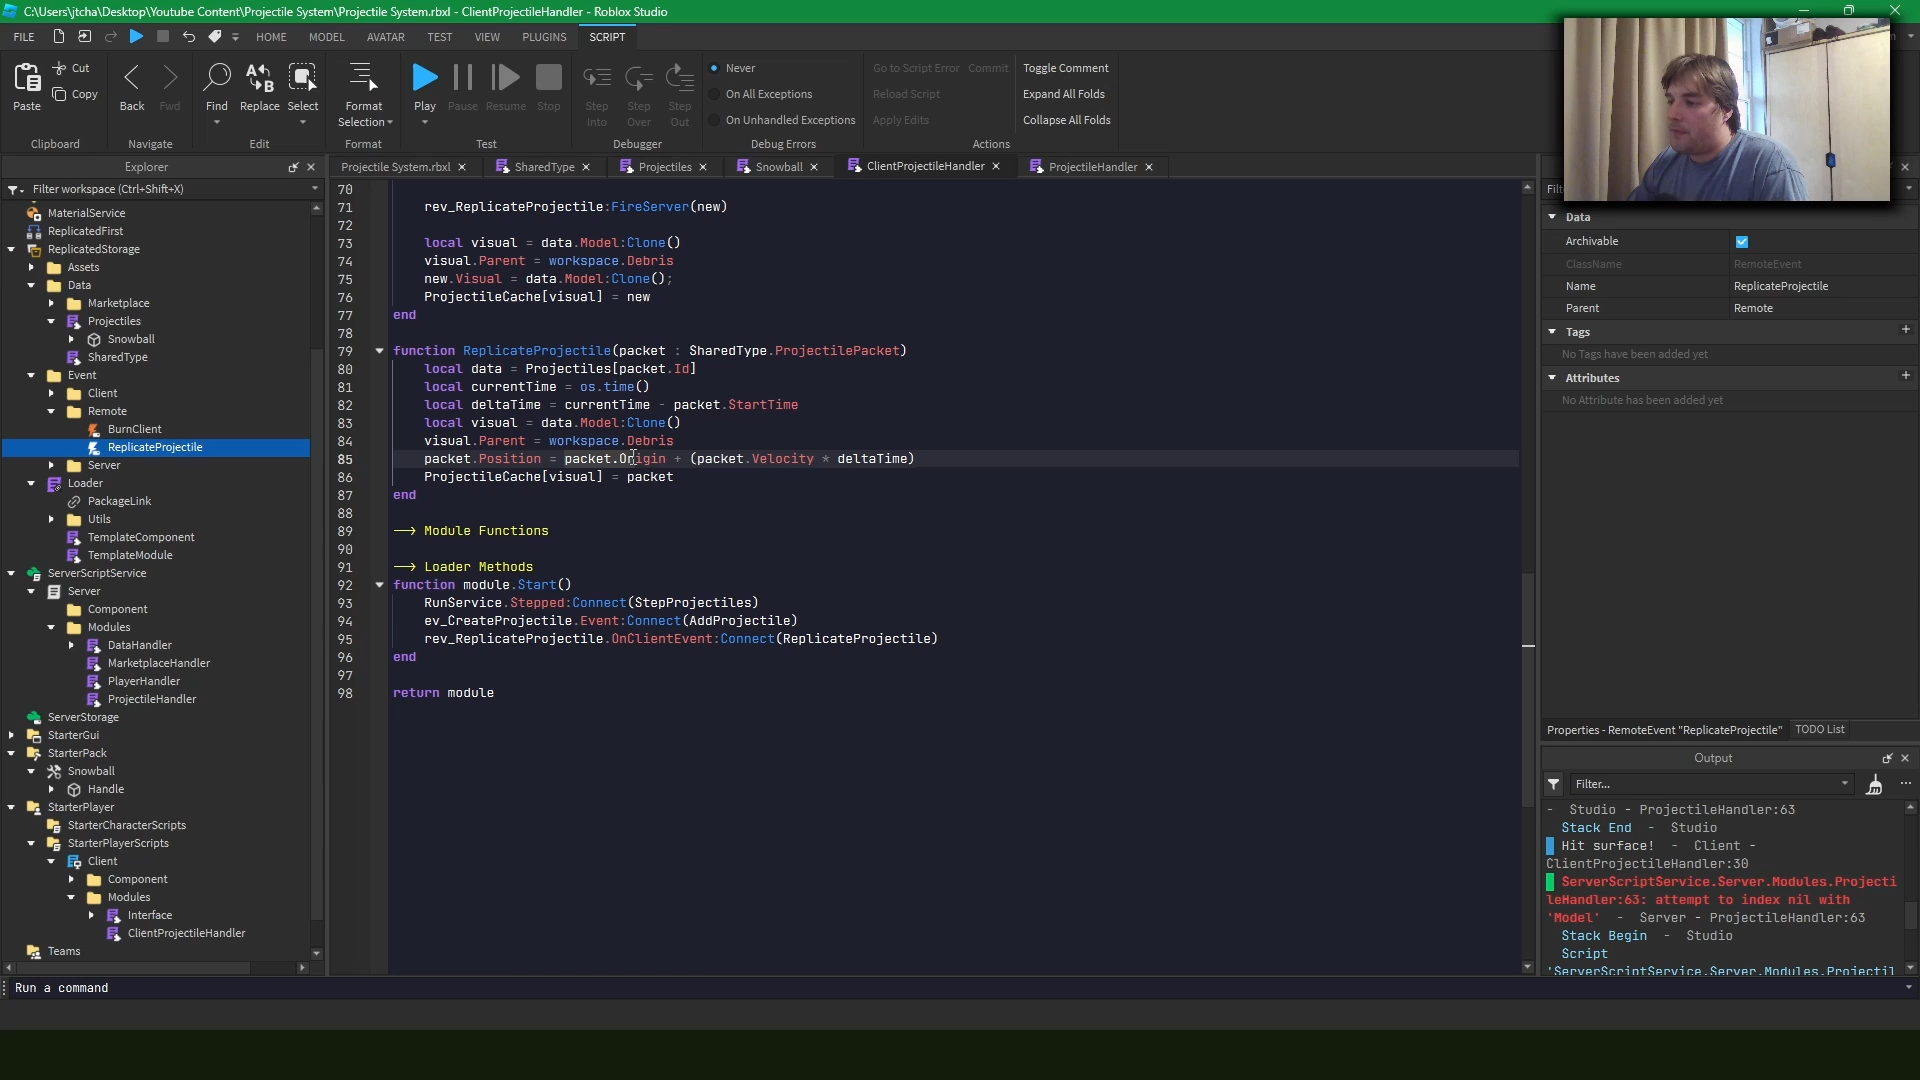 C:\Users\jtcha\Desktop\Youtube Content\Projectile System\Projectile System.rbxl - ClientProjectileHandler - Roblox Studio
FILE HOME MODEL AVATAR TEST VIEW PLUGINS SCRIPT
Paste Cut Copy Back Fwd Find Replace Select Format Selection Play Pause Resume Stop Step Into Step Over Step Out
Never
On All Exceptions
On Unhandled Exceptions
Go to Script Error Commit
Reload Script
Apply Edits
Toggle Comment
Expand All Folds
Collapse All Folds
Clipboard Navigate Edit Format Test Debugger Debug Errors Actions
Explorer
Filter workspace (Ctrl+Shift+X)
MaterialService
ReplicatedFirst
ReplicatedStorage
Assets
Data
Marketplace
Projectiles
Snowball
SharedType
Event
Client
Remote
BurnClient
ReplicateProjectile
Server
Loader
PackageLink
Utils
TemplateComponent
TemplateModule
ServerScriptService
Server
Component
Modules
DataHandler
MarketplaceHandler
PlayerHandler
ProjectileHandler
ServerStorage
StarterGui
StarterPack
Snowball
Handle
StarterPlayer
StarterCharacterScripts
StarterPlayerScripts
Client
Component
Modules
Interface
ClientProjectileHandler
Teams
Projectile System.rbxl SharedType Projectiles Snowball ClientProjectileHandler ProjectileHandler
70
71 rev_ReplicateProjectile:FireServer(new)
72
73 local visual = data.Model:Clone()
74 visual.Parent = workspace.Debris
75 new.Visual = data.Model:Clone();
76 ProjectileCache[visual] = new
77 end
78
79 function ReplicateProjectile(packet : SharedType.ProjectilePacket)
80 local data = Projectiles[packet.Id]
81 local currentTime = os.time()
82 local deltaTime = currentTime - packet.StartTime
83 local visual = data.Model:Clone()
84 visual.Parent = workspace.Debris
85 packet.Position = packet.Origin + (packet.Velocity * deltaTime)
86 ProjectileCache[visual] = packet
87 end
88
89 --> Module Functions
90
91 --> Loader Methods
92 function module.Start()
93 RunService.Stepped:Connect(StepProjectiles)
94 ev_CreateProjectile.Event:Connect(AddProjectile)
95 rev_ReplicateProjectile.OnClientEvent:Connect(ReplicateProjectile)
96 end
97
98 return module
Data
Archivable
ClassName RemoteEvent
Name ReplicateProjectile
Parent Remote
Tags
No Tags have been added yet
Attributes
No Attribute has been added yet
Properties - RemoteEvent "ReplicateProjectile" TODO List
Output
Filter...
- Studio - ProjectileHandler:63
Stack End - Studio
Hit surface! - Client -
ClientProjectileHandler:30
ServerScriptService.Server.Modules.Projecti
leHandler:63: attempt to index nil with
'Model' - Server - ProjectileHandler:63
Stack Begin - Studio
Script
'ServerScriptService.Server.Modules.Projectil
Run a command